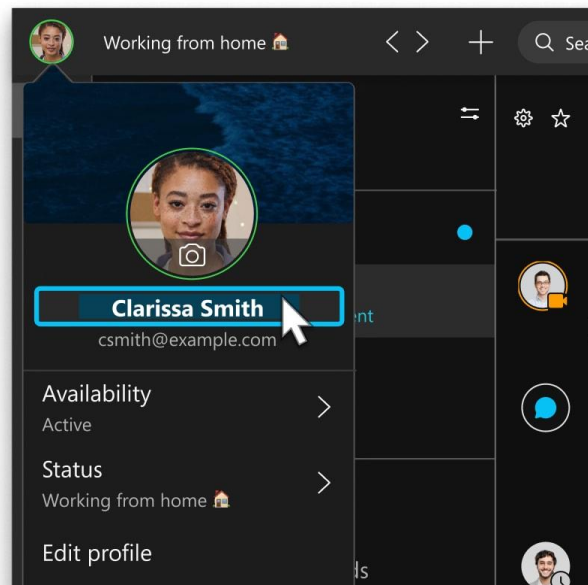 Working from home 🏠
Sea
Clarissa Smith
csmith@example.com
ent
Availability
Active
Status
Working from home 🏠
Edit profile
ds